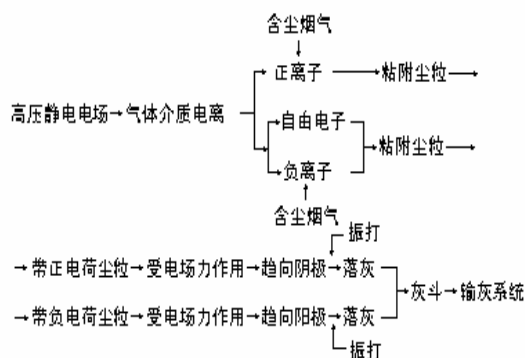 含尘烟气
正离子
粘附尘粒
高压静电电场
气体介质电离
自由电子
粘附尘粒
负离子
含尘烟气
振打
带正电荷尘粒
受电场力作用
趋向阴极
落灰
灰斗
输灰系统
带负电荷尘粒
受电场力作用
趋向阳极
落灰
振打